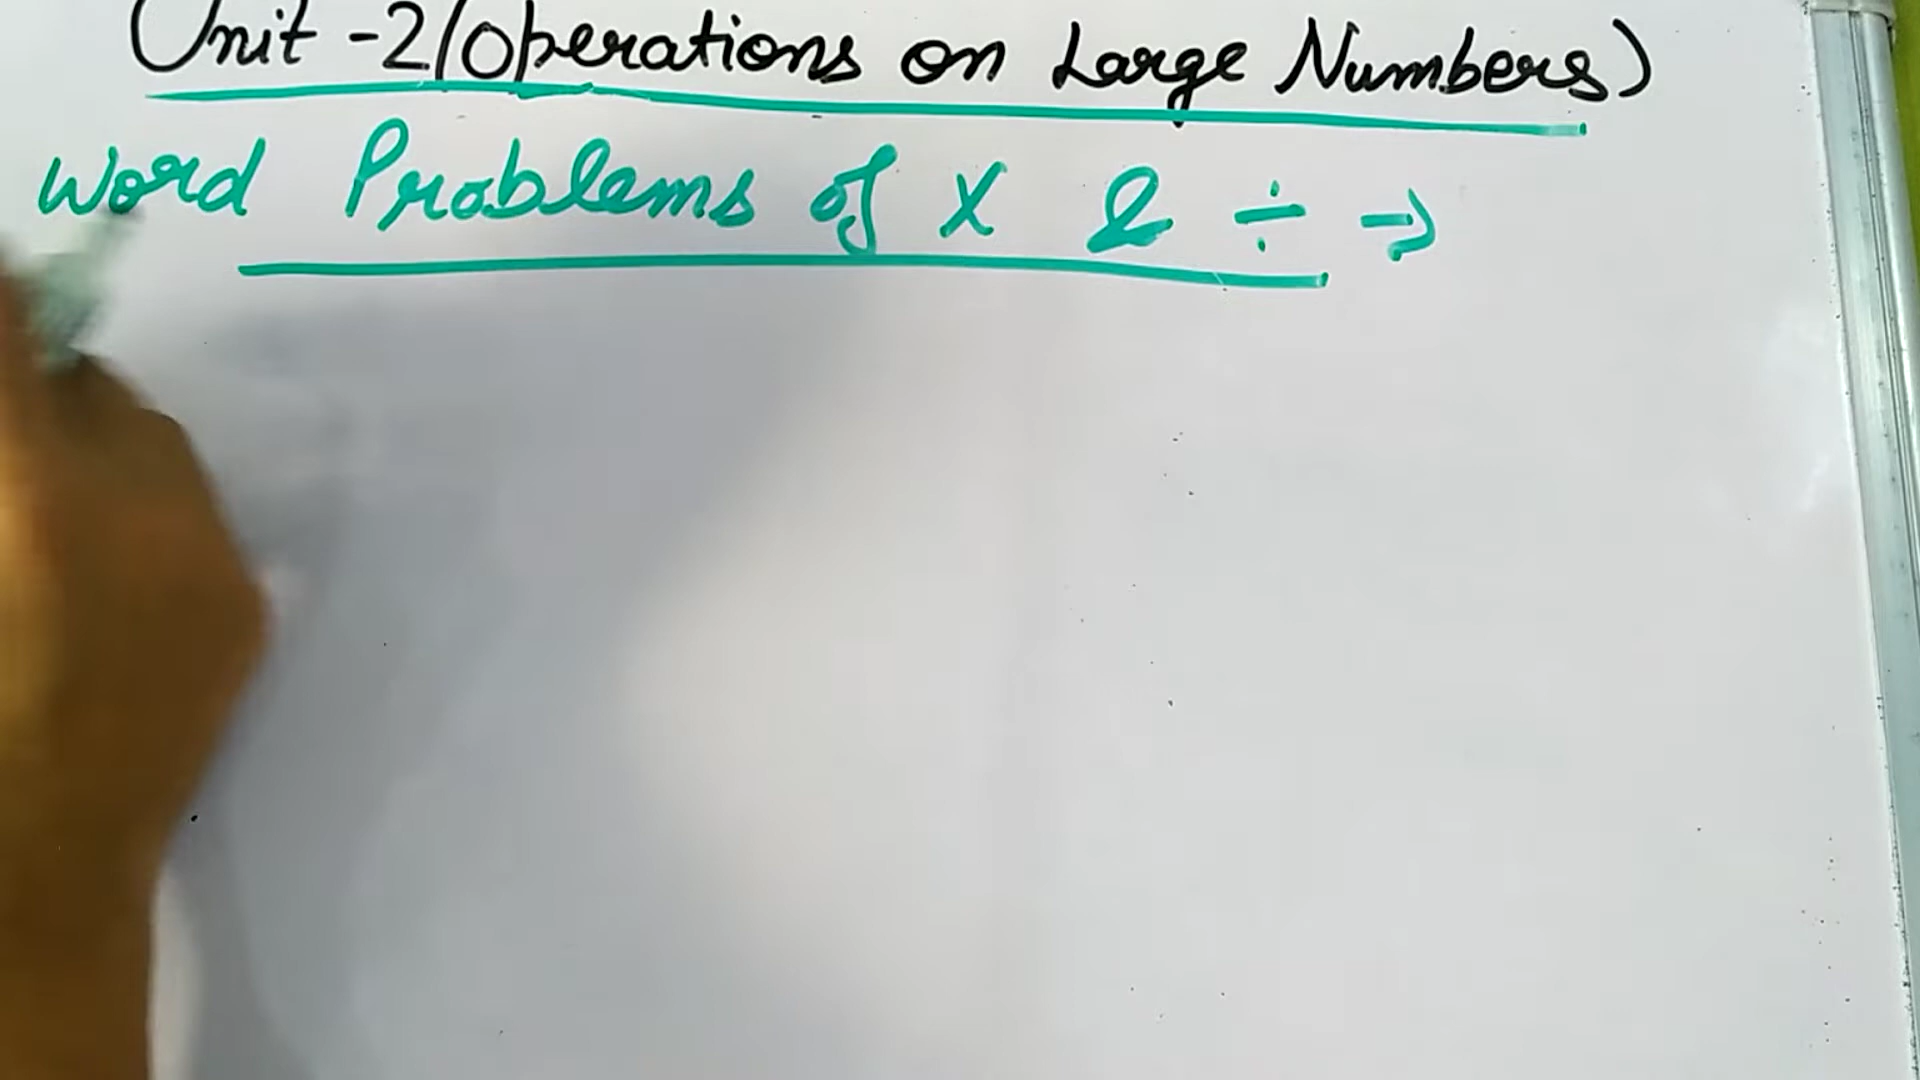 Unit -2(Operations on Large Numbers)
Word Problems of X & ÷ →